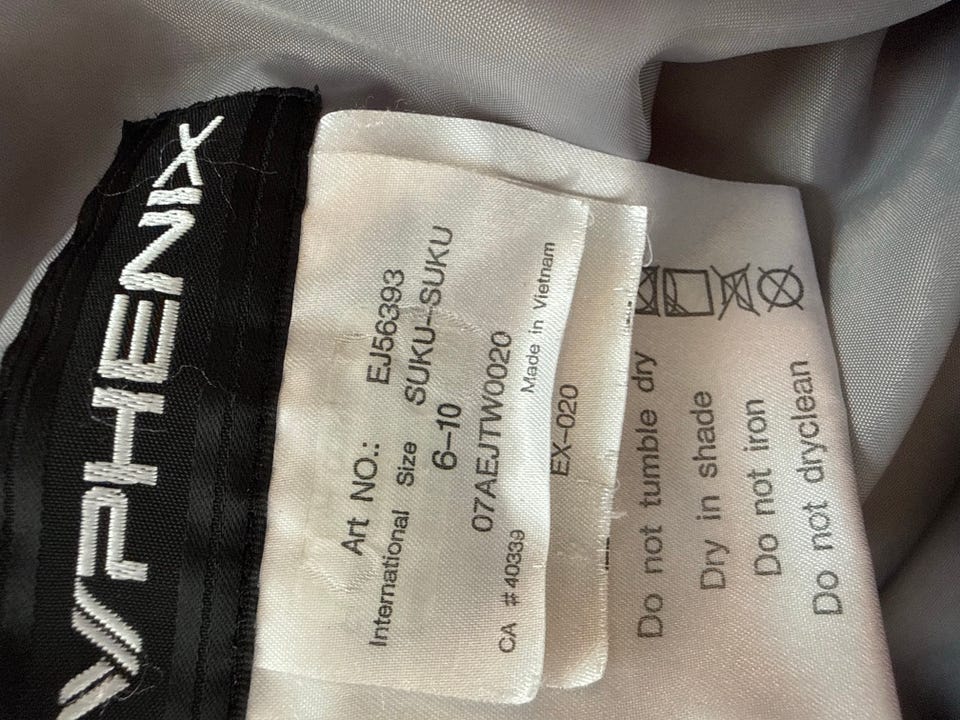 PHENIX
Art NO.: EJ56393
International Size SUKU-SUKU
6-10
07AEJTW0020
CA #40339 Made in Vietnam
EX-020
Do not tumble dry
Dry in shade
Do not iron
Do not dryclean